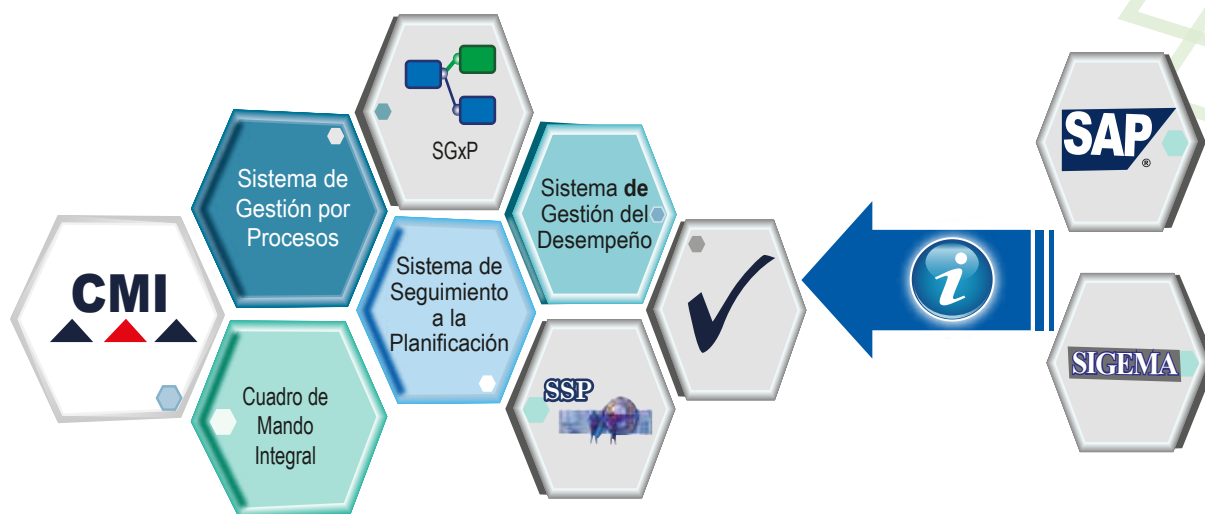 SGxP
Sistema de
Gestión por
Procesos
Sistema de
Gestión del
Desempeño
CMI
Sistema de
Seguimiento
a la
Planificación
Cuadro de
Mando
Integral
SSP
i
SAP
®
SIGEMA